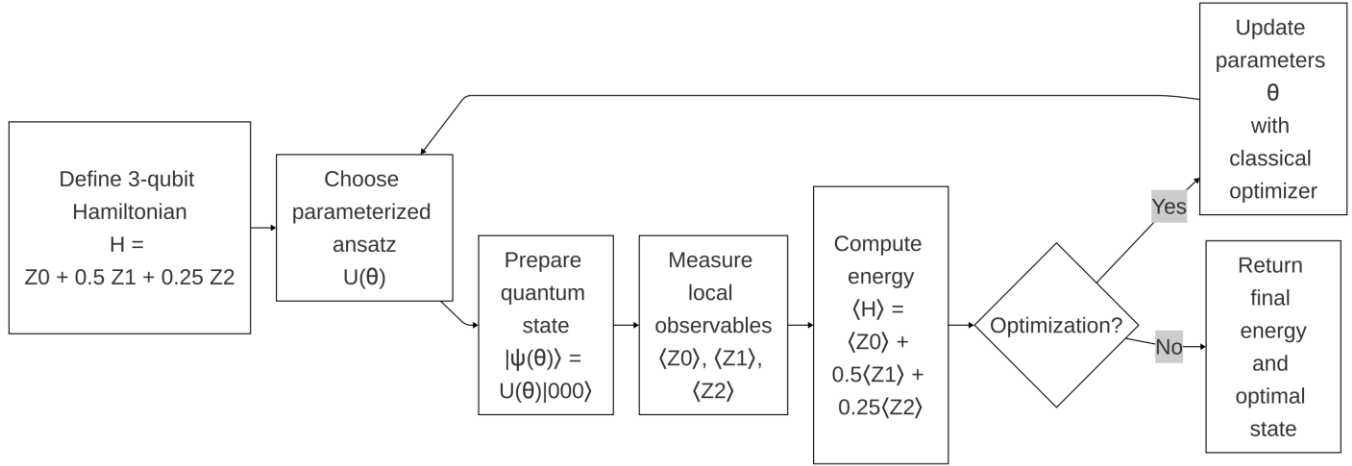 Define 3-qubit
Hamiltonian
H =
Z0 + 0.5 Z1 + 0.25 Z2
Choose
parameterized
ansatz
U(θ)
Prepare
quantum
state
|ψ(θ)⟩ =
U(θ)|000⟩
Measure
local
observables
⟨Z0⟩, ⟨Z1⟩,
⟨Z2⟩
Compute
energy
⟨H⟩ =
⟨Z0⟩ +
0.5⟨Z1⟩ +
0.25⟨Z2⟩
Optimization?
Yes
Update
parameters
θ
with
classical
optimizer
No
Return
final
energy
and
optimal
state